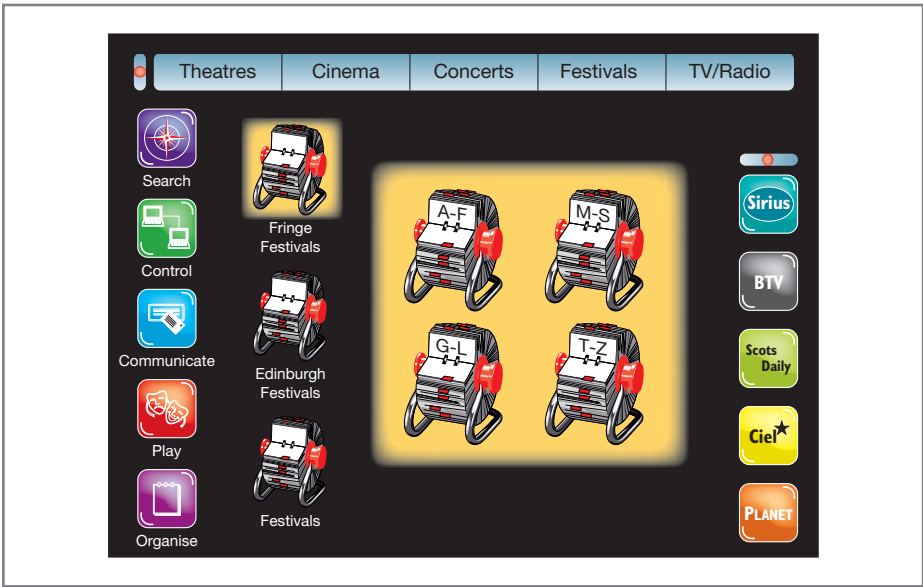 Theatres
Cinema
Concerts
Festivals
TV/Radio
Search
Control
Communicate
Play
Organise
Fringe
Festivals
Edinburgh
Festivals
Festivals
A-F
M-S
G-L
T-Z
Sirius
BTV
Scots
Daily
Ciel
PLANET